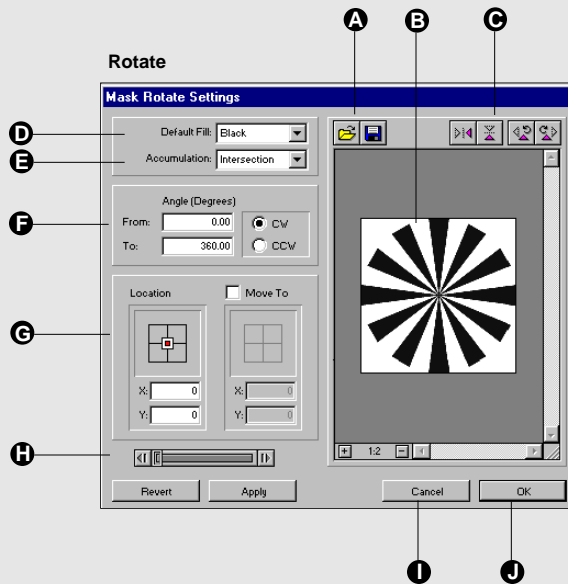 A B C
Rotate
Mask Rotate Settings
D Default Fill: Black
E Accumulation: Intersection
Angle (Degrees)
F From: 0.00 CW
To: 360.00 CCW
Location Move To
G
X: 0 X: 0
Y: 0 Y: 0
H
1:2
Revert Apply Cancel OK
I J